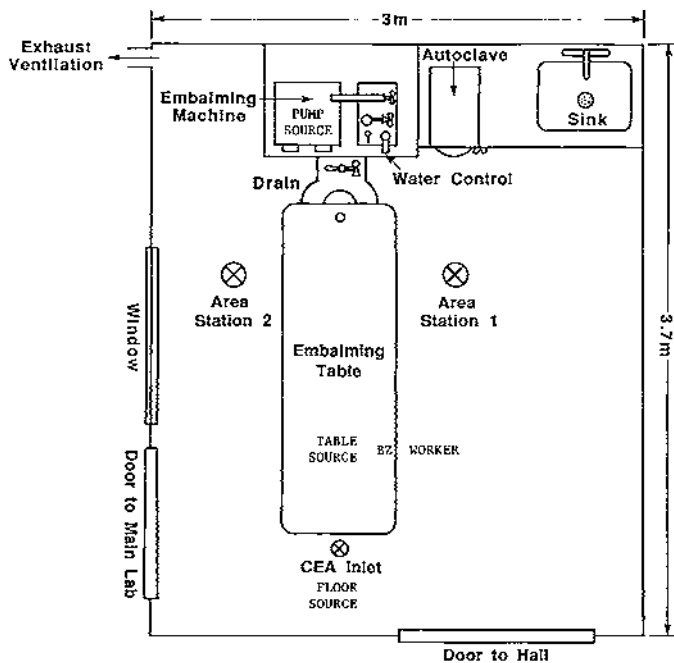 3m
Exhaust
Ventilation
Embalming
Machine
PUMP
SOURCE
Autoclave
Sink
Drain
Water Control
Area
Station 2
Area
Station 1
Window
3.7m
Embalming
Table
TABLE
SOURCE
BZ WORKER
Door to Main Lab
CEA Inlet
FLOOR
SOURCE
Door to Hall